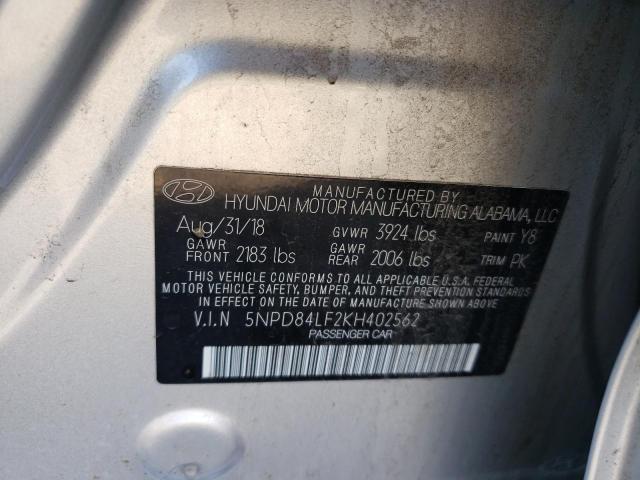 MANUFACTURED BY
HYUNDAI MOTOR MANUFACTURING ALABAMA, LLC
Aug/31/18 GVWR 3924 lbs PAINT Y8
GAWR FRONT 2183 lbs GAWR REAR 2006 lbs TRIM PK
THIS VEHICLE CONFORMS TO ALL APPLICABLE U.S.A. FEDERAL
MOTOR VEHICLE SAFETY, BUMPER, AND THEFT PREVENTION STANDARDS
IN EFFECT ON THE DATE OF MANUFACTURE SHOWN ABOVE
V.I.N 5NPD84LF2KH402562
PASSENGER CAR